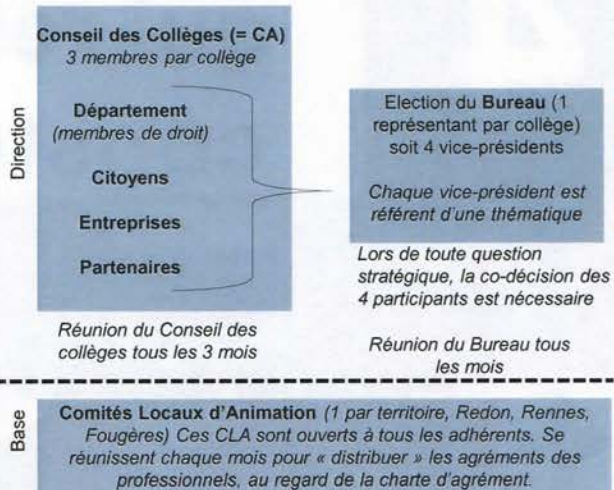 Direction
Conseil des Collèges (= CA)
3 membres par collège
Département
(membres de droit)
Citoyens
Entreprises
Partenaires
Réunion du Conseil des
collèges tous les 3 mois
Election du Bureau (1
représentant par collège)
soit 4 vice-présidents
Chaque vice-président est
référent d'une thématique
Lors de toute question
stratégique, la co-décision des
4 participants est nécessaire
Réunion du Bureau tous
les mois
Base
Comités Locaux d'Animation (1 par territoire, Redon, Rennes,
Fougères) Ces CLA sont ouverts à tous les adhérents. Se
réunissent chaque mois pour « distribuer » les agréments des
professionnels, au regard de la charte d'agrément.